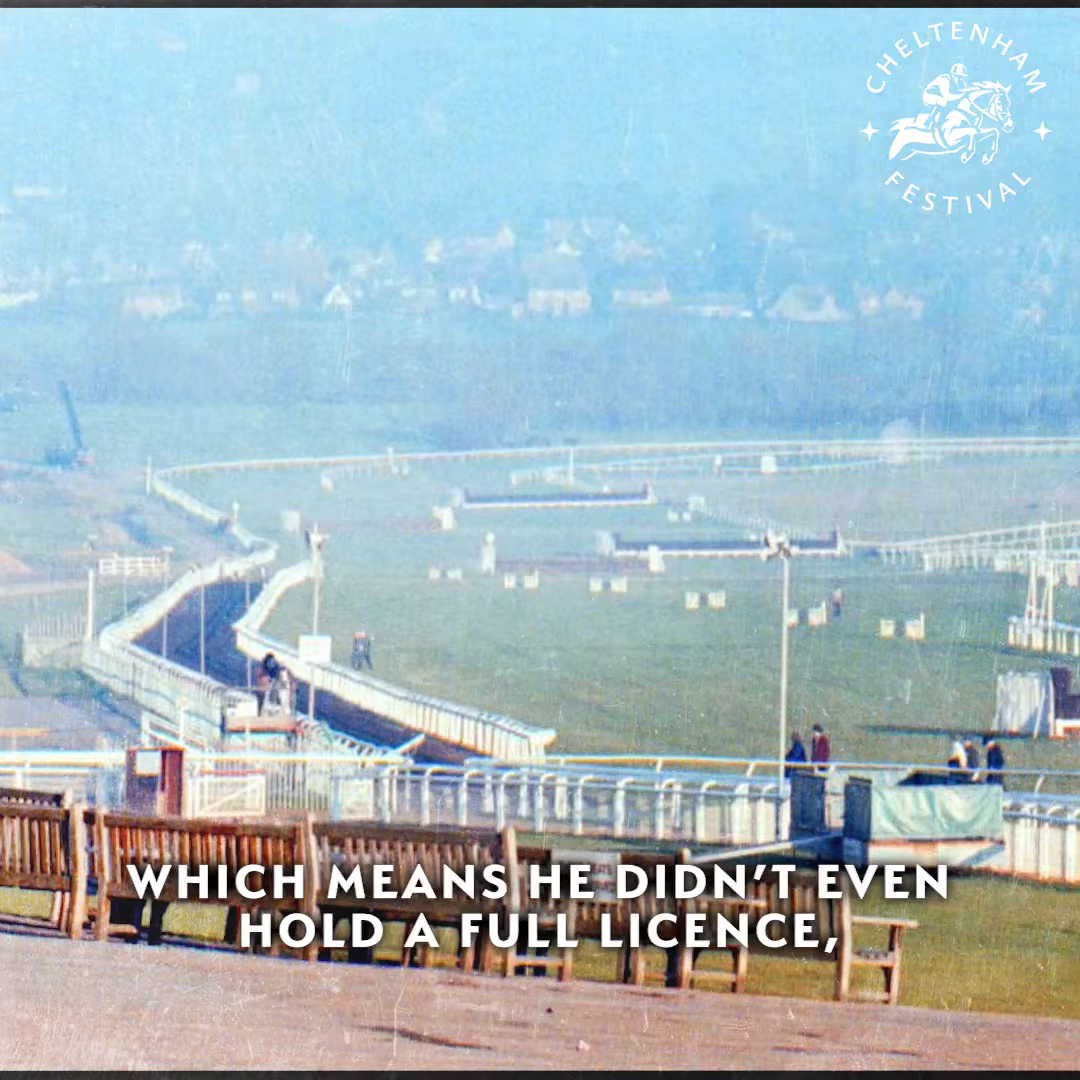 CHELTENHAM
FESTIVAL
WHICH MEANS HE DIDN'T EVEN
HOLD A FULL LICENCE,